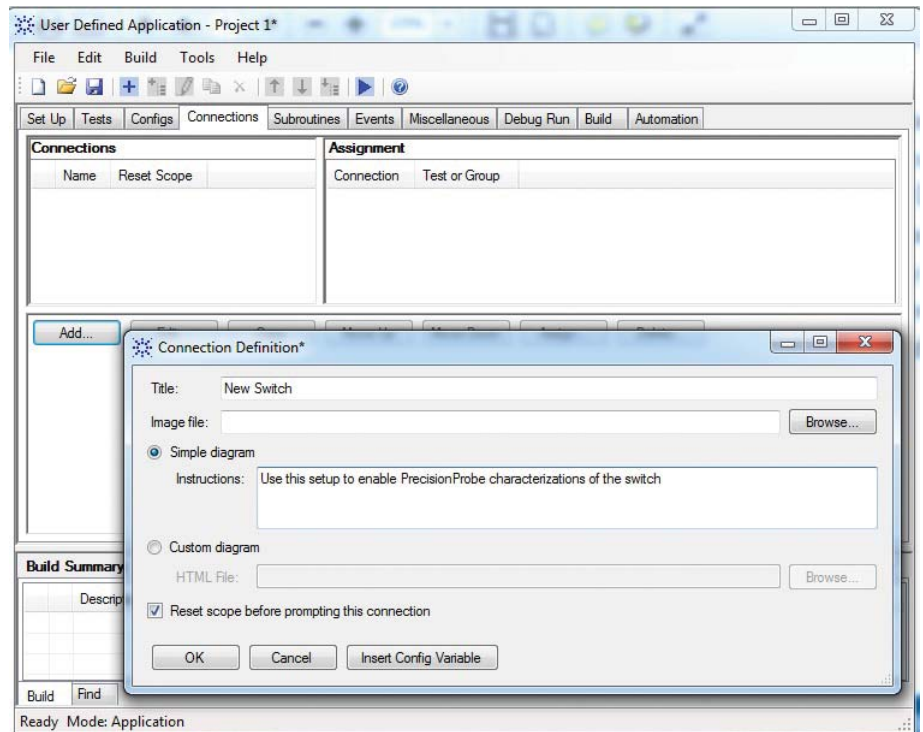 User Defined Application - Project 1*
File Edit Build Tools Help
Set Up Tests Configs Connections Subroutines Events Miscellaneous Debug Run Build Automation
Connections
Name Reset Scope
Assignment
Connection Test or Group
Add...
Connection Definition*
Title: New Switch
Image file: Browse...
Simple diagram
Instructions: Use this setup to enable PrecisionProbe characterizations of the switch
Custom diagram
HTML File: Browse...
Reset scope before prompting this connection
OK Cancel Insert Config Variable
Build Summary
Descrip
Build Find
Ready Mode: Application